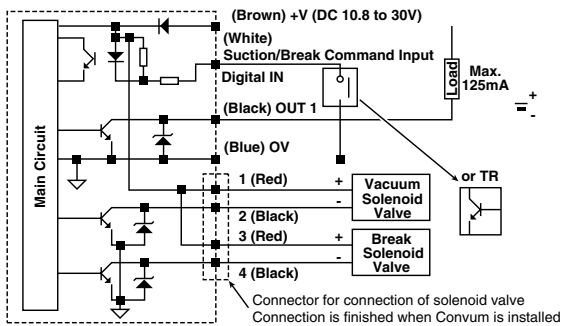 (Brown) +V (DC 10.8 to 30V)
(White)
Suction/Break Command Input
Digital IN
Load
Max.
125mA
+
-
(Black) OUT 1
(Blue) OV
Main Circuit
or TR
1 (Red)
+
-
Vacuum
Solenoid
Valve
2 (Black)
3 (Red)
+
-
Break
Solenoid
Valve
4 (Black)
Connector for connection of solenoid valve
Connection is finished when Convum is installed